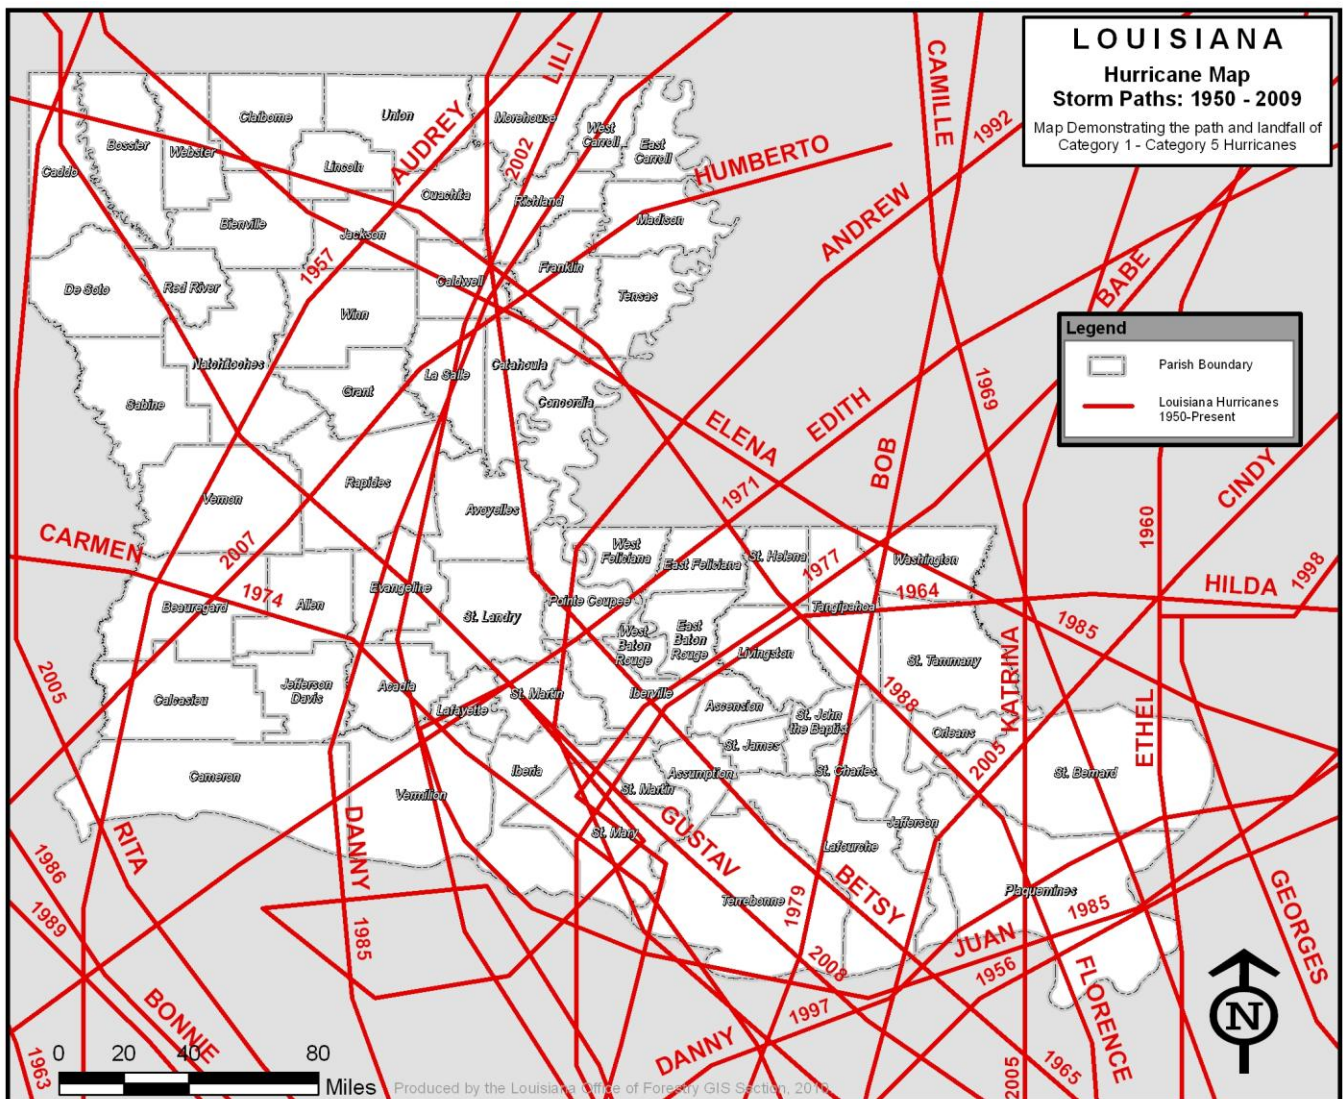 LOUISIANA
Hurricane Map
Storm Paths: 1950 - 2009
Map Demonstrating the path and landfall of
Category 1 - Category 5 Hurricanes
Legend
Parish Boundary
Louisiana Hurricanes
1950-Present
LILI
2002
AUDREY
1957
HUMBERTO
2007
CAMILLE
1969
ANDREW
1992
BABE
1977
EDITH
1971
ELENA
1985
BOB
1979
CINDY
2005
1960
ETHEL
HILDA
1964
1998
GEORGES
KATRINA
2005
CARMEN
1974
2005
RITA
1986
1989
BONNIE
1963
DANNY
1985
GUSTAV
2008
BETSY
1965
JUAN
1985
1956
DANNY
1997
1988
FLORENCE
Caddo
Bossier
Webster
Claiborne
Union
Morehouse
West
Carroll
East
Carroll
Lincoln
Ouachita
Richland
Madison
Bienville
Jackson
Caldwell
Franklin
Tensas
De Soto
Red River
Winn
Natchitoches
Grant
La Salle
Catahoula
Concordia
Sabine
Vernon
Rapides
Avoyelles
Beauregard
Allen
Evangeline
St. Landry
Pointe Coupee
West
Feliciana
East Feliciana
St. Helena
Tangipahoa
Washington
West
Baton
Rouge
East
Baton
Rouge
Livingston
St. Tammany
Calcasieu
Jefferson
Davis
Acadia
Lafayette
St. Martin
Iberville
Ascension
St. John
the Baptist
St. James
Orleans
St. Bernard
Cameron
Vermilion
Iberia
St. Martin
Assumption
St. Charles
St. Mary
Jefferson
Lafourche
Terrebonne
Plaquemines
N
0 20 40 80
Miles
Produced by the Louisiana Office of Forestry GIS Section, 2010